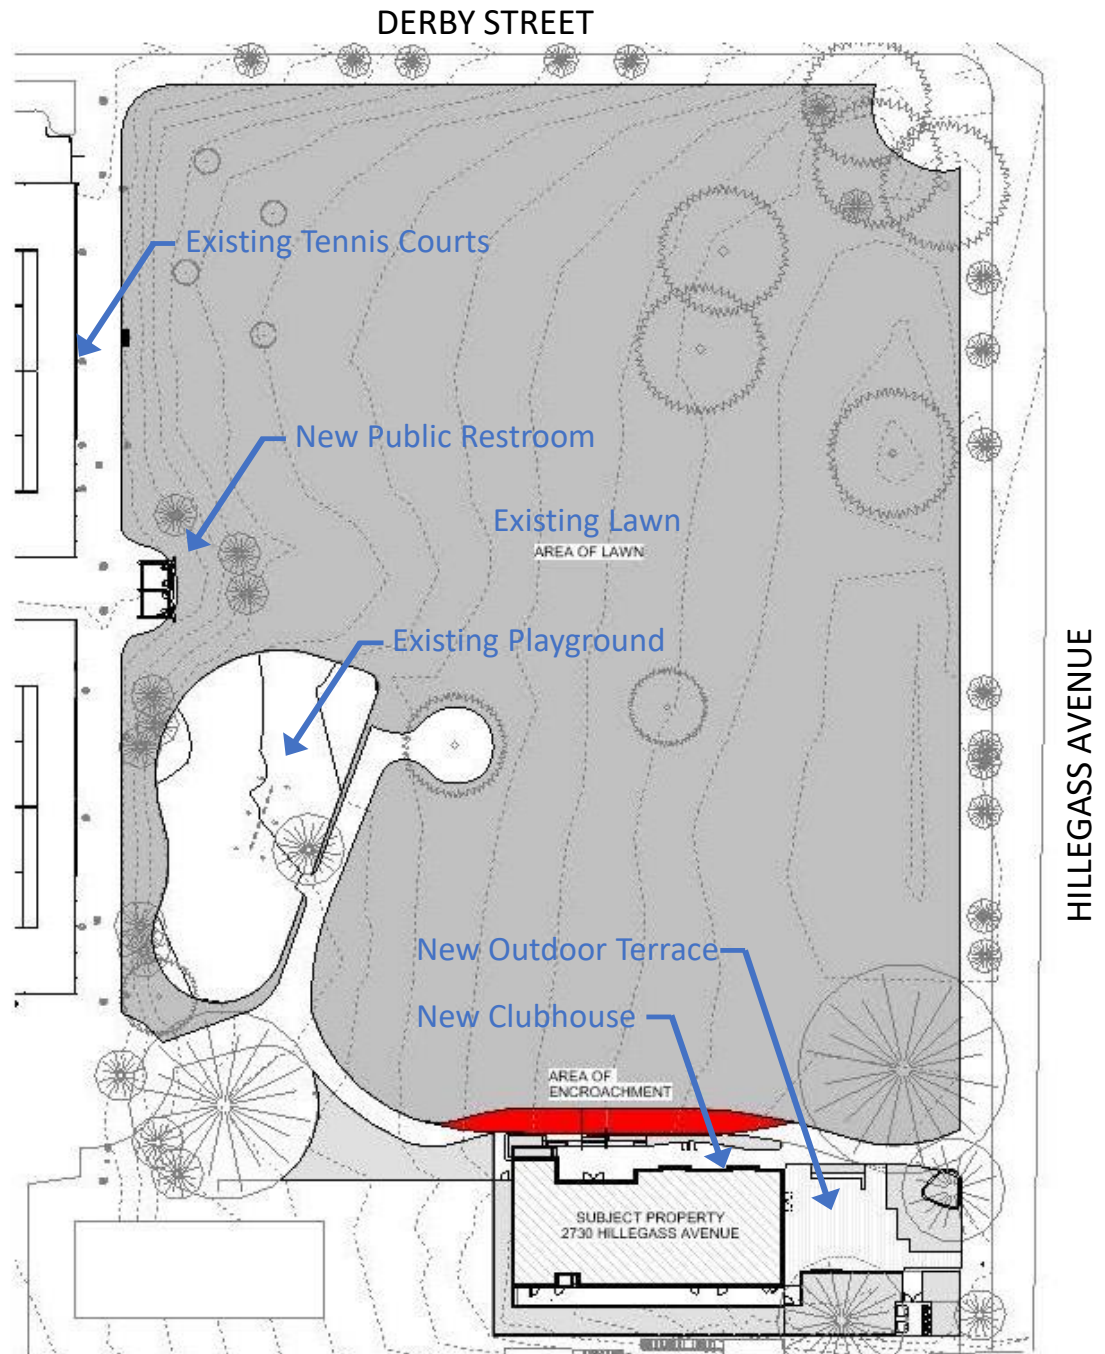 DERBY STREET
Existing Tennis Courts
New Public Restroom
Existing Lawn
AREA OF LAWN
Existing Playground
HILLEGASS AVENUE
New Outdoor Terrace
New Clubhouse
AREA OF
ENCROACHMENT
SUBJECT PROPERTY
2730 HILLEGASS AVENUE